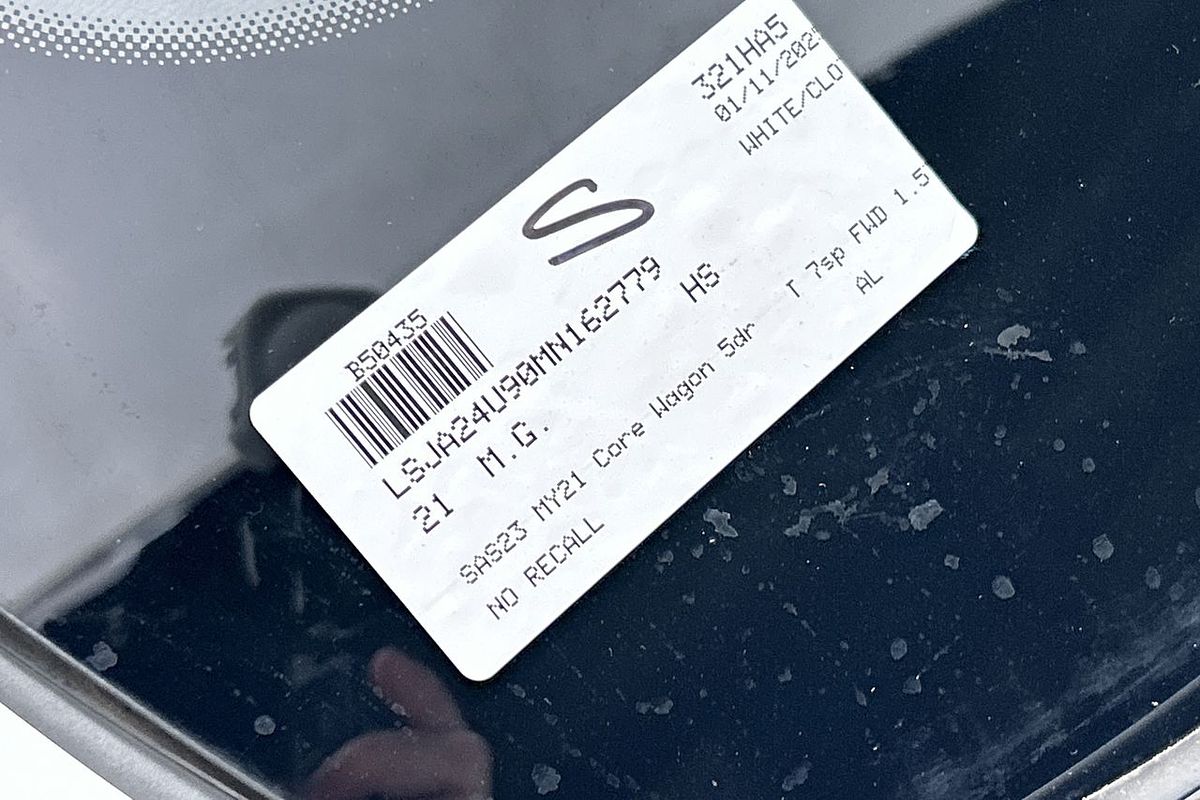 321HA5
01/11/202
WHITE/CLO
S
B50435
LSJA24U90MN162779
21 M.G. HS
SAS23 MY21 Core Wagon 5dr T 7sp FWD 1.5
NO RECALL AL